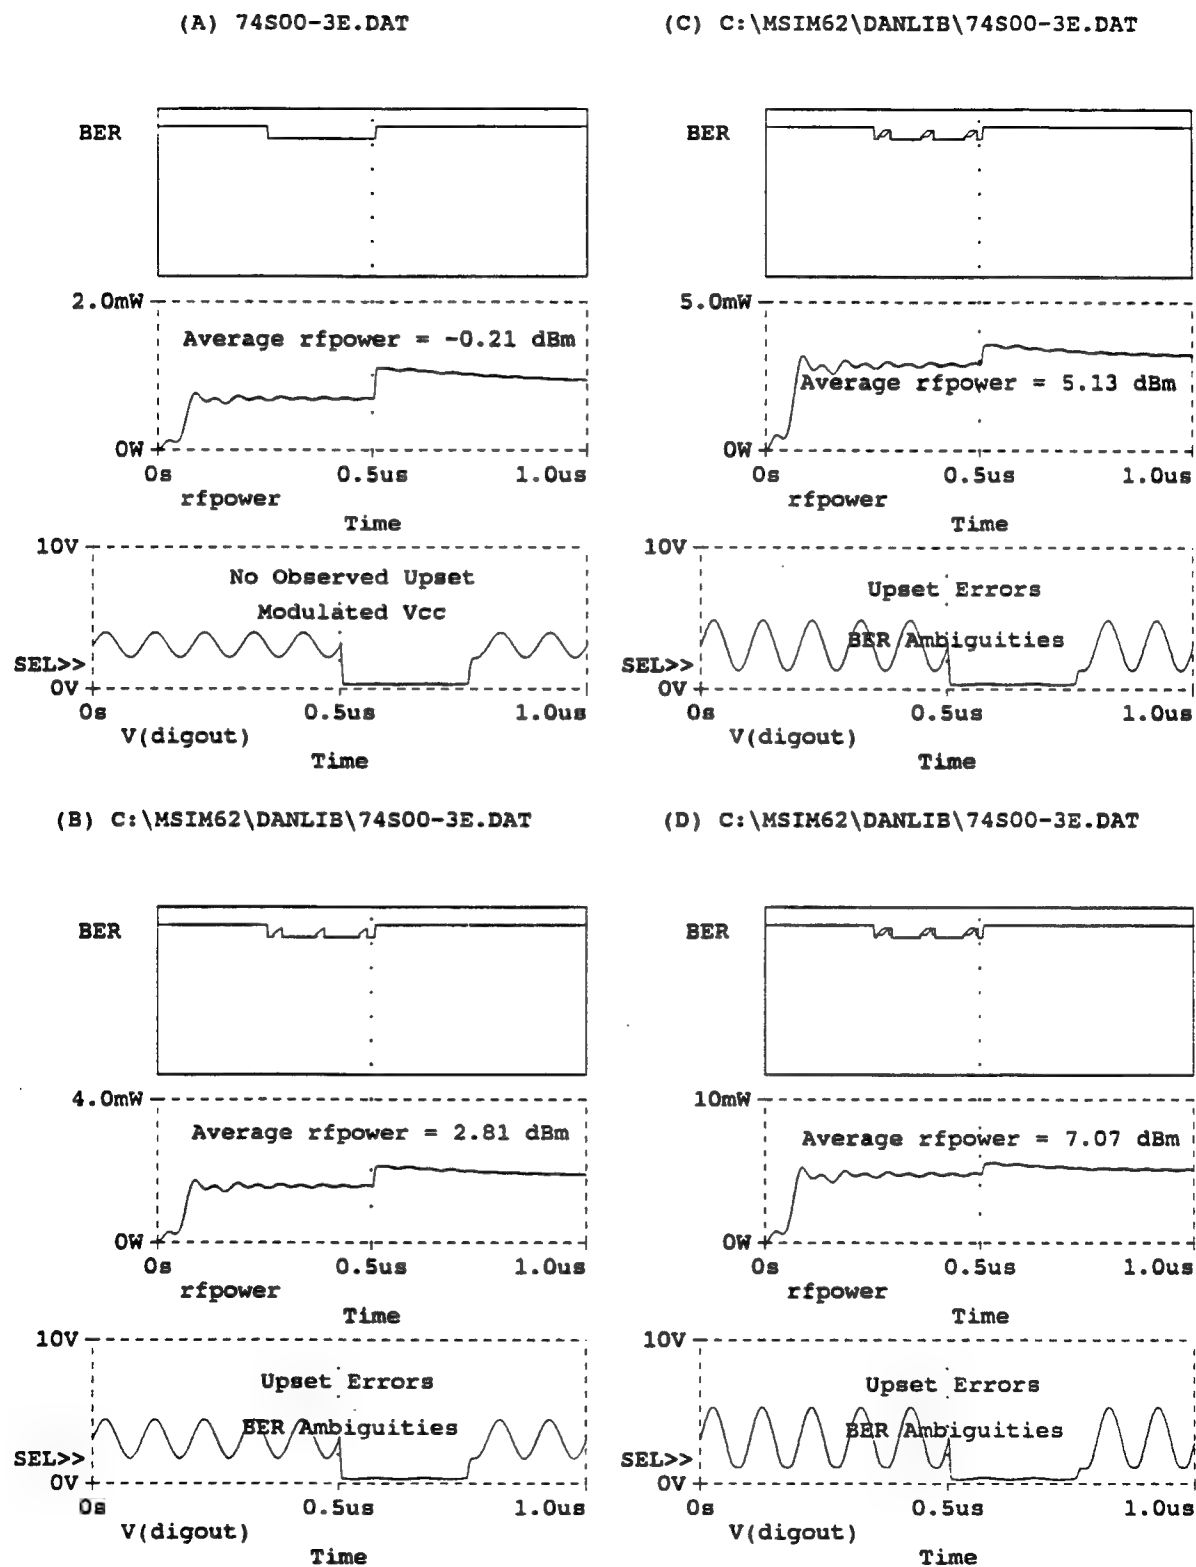 (A) 74S00-3E.DAT
BER
2.0mW
Average rfpower = -0.21 dBm
0W
0s 0.5us 1.0us
rfpower
Time
10V
No Observed Upset
Modulated Vcc
SEL>>
0V
0s 0.5us 1.0us
V(digout)
Time
(B) C:\MSIM62\DANLIB\74S00-3E.DAT
BER
4.0mW
Average rfpower = 2.81 dBm
0W
0s 0.5us 1.0us
rfpower
Time
10V
Upset Errors
BER Ambiguities
SEL>>
0V
0s 0.5us 1.0us
V(digout)
Time
(C) C:\MSIM62\DANLIB\74S00-3E.DAT
BER
5.0mW
Average rfpower = 5.13 dBm
0W
0s 0.5us 1.0us
rfpower
Time
10V
Upset Errors
BER Ambiguities
SEL>>
0V
0s 0.5us 1.0us
V(digout)
Time
(D) C:\MSIM62\DANLIB\74S00-3E.DAT
BER
10mW
Average rfpower = 7.07 dBm
0W
0s 0.5us 1.0us
rfpower
Time
10V
Upset Errors
BER Ambiguities
SEL>>
0V
0s 0.5us 1.0us
V(digout)
Time